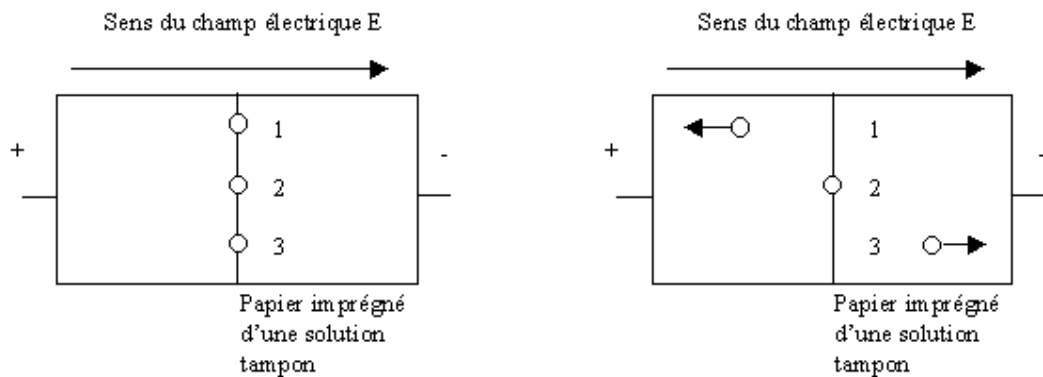 Sens du champ électrique E
+
-
1
2
3
Papier imprégné
d'une solution
tampon
Sens du champ électrique E
+
-
1
2
3
Papier imprégné
d'une solution
tampon